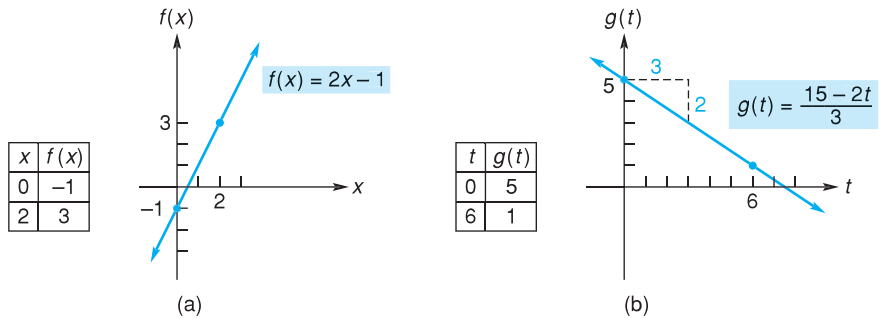 f(x)
f(x) = 2x – 1
3
x f(x)
0 –1
2 3
–1
2
x
(a)
g(t)
5
3
2
g(t) = \frac{15 – 2t}{3}
t g(t)
0 5
6 1
6
t
(b)